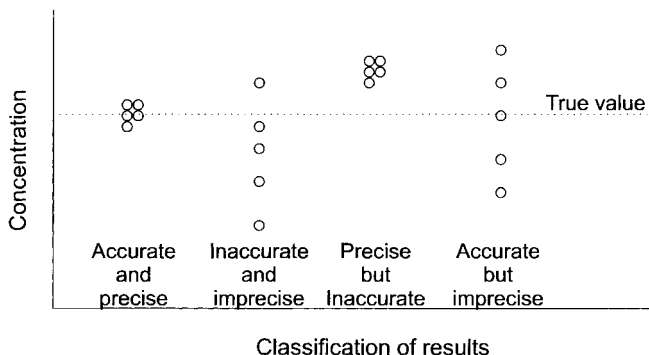 Concentration
True value
Accurate
and
precise
Inaccurate
and
imprecise
Precise
but
Inaccurate
Accurate
but
imprecise
Classification of results